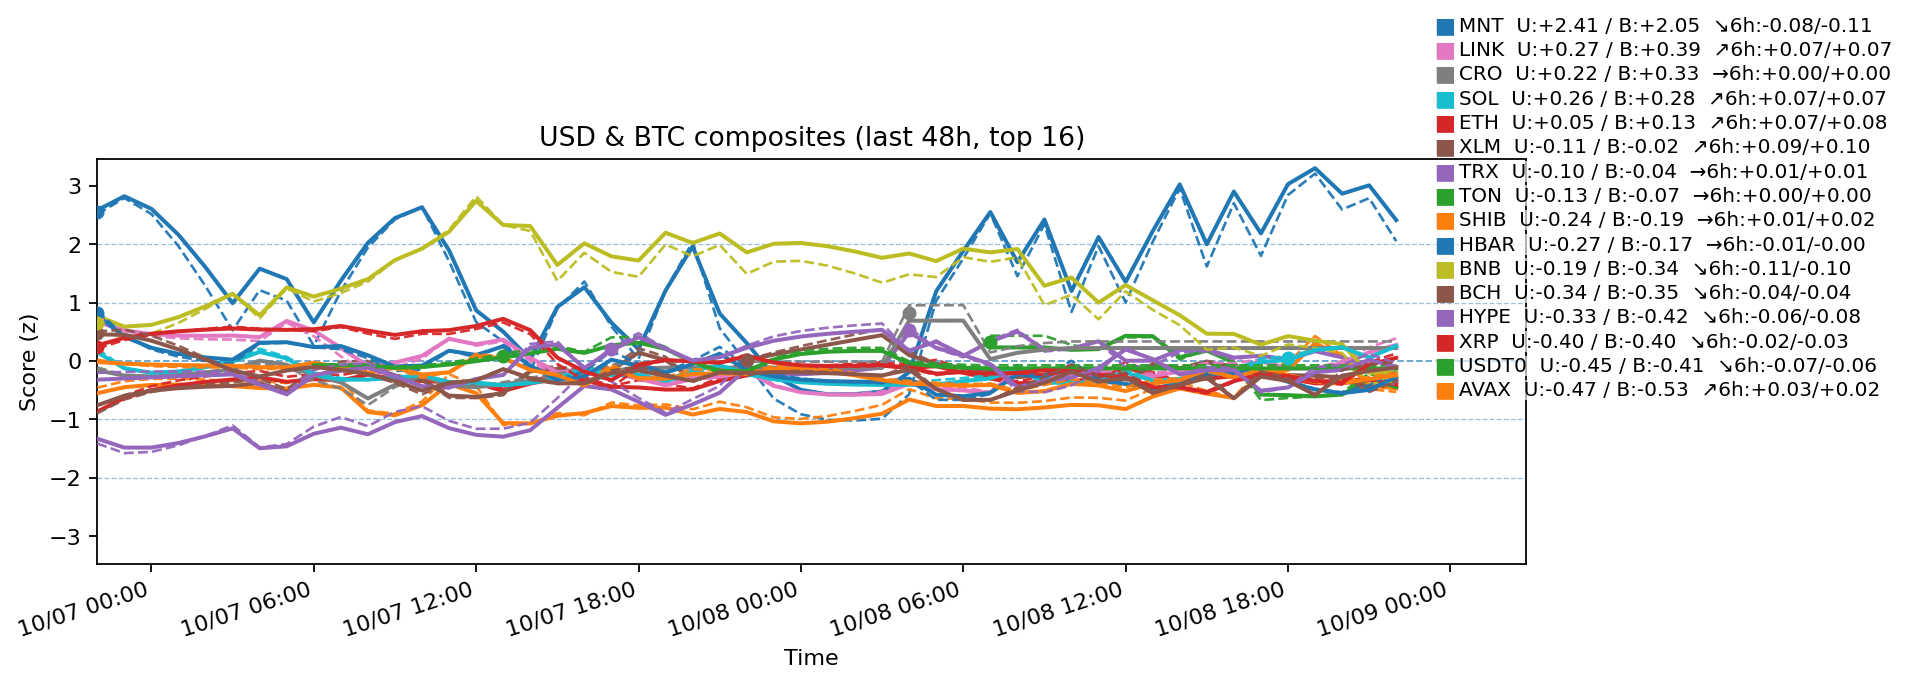 MNT  U:+2.41 / B:+2.05  ↘6h:-0.08/-0.11
LINK  U:+0.27 / B:+0.39  ↗6h:+0.07/+0.07
CRO  U:+0.22 / B:+0.33  →6h:+0.00/+0.00
SOL  U:+0.26 / B:+0.28  ↗6h:+0.07/+0.07
ETH  U:+0.05 / B:+0.13  ↗6h:+0.07/+0.08
XLM  U:-0.11 / B:-0.02  ↗6h:+0.09/+0.10
TRX  U:-0.10 / B:-0.04  →6h:+0.01/+0.01
TON  U:-0.13 / B:-0.07  →6h:+0.00/+0.00
SHIB  U:-0.24 / B:-0.19  →6h:+0.01/+0.02
HBAR  U:-0.27 / B:-0.17  →6h:-0.01/-0.00
BNB  U:-0.19 / B:-0.34  ↘6h:-0.11/-0.10
BCH  U:-0.34 / B:-0.35  ↘6h:-0.04/-0.04
HYPE  U:-0.33 / B:-0.42  ↘6h:-0.06/-0.08
XRP  U:-0.40 / B:-0.40  ↘6h:-0.02/-0.03
USDT0  U:-0.45 / B:-0.41  ↘6h:-0.07/-0.06
AVAX  U:-0.47 / B:-0.53  ↗6h:+0.03/+0.02
USD & BTC composites (last 48h, top 16)
Score (z)
3
2
1
0
−1
−2
−3
10/07 00:00
10/07 06:00
10/07 12:00
10/07 18:00
10/08 00:00
10/08 06:00
10/08 12:00
10/08 18:00
10/09 00:00
Time